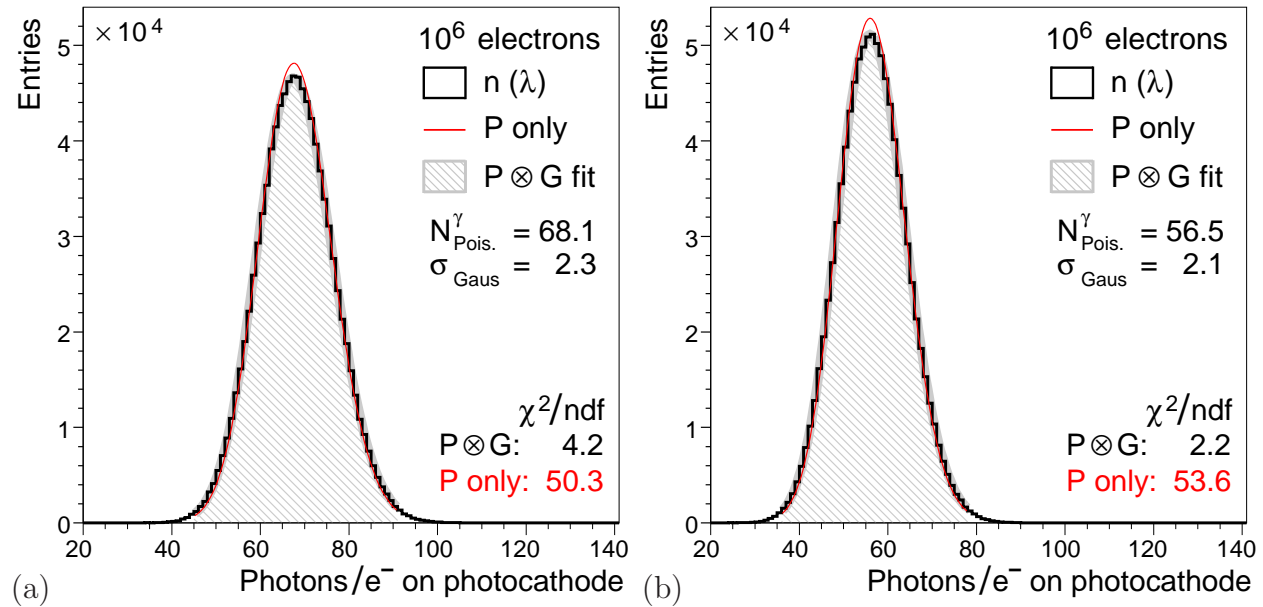 ×10⁴
10⁶ electrons
n (λ)
P only
P ⊗ G fit
N^γ_Pois. = 68.1
σ_Gaus = 2.3
χ²/ndf
P ⊗ G: 4.2
P only: 50.3
Entries
5
4
3
2
1
0
20 40 60 80 100 120 140
Photons/e⁻ on photocathode
(a)
×10⁴
10⁶ electrons
n (λ)
P only
P ⊗ G fit
N^γ_Pois. = 56.5
σ_Gaus = 2.1
χ²/ndf
P ⊗ G: 2.2
P only: 53.6
Entries
5
4
3
2
1
0
20 40 60 80 100 120 140
Photons/e⁻ on photocathode
(b)